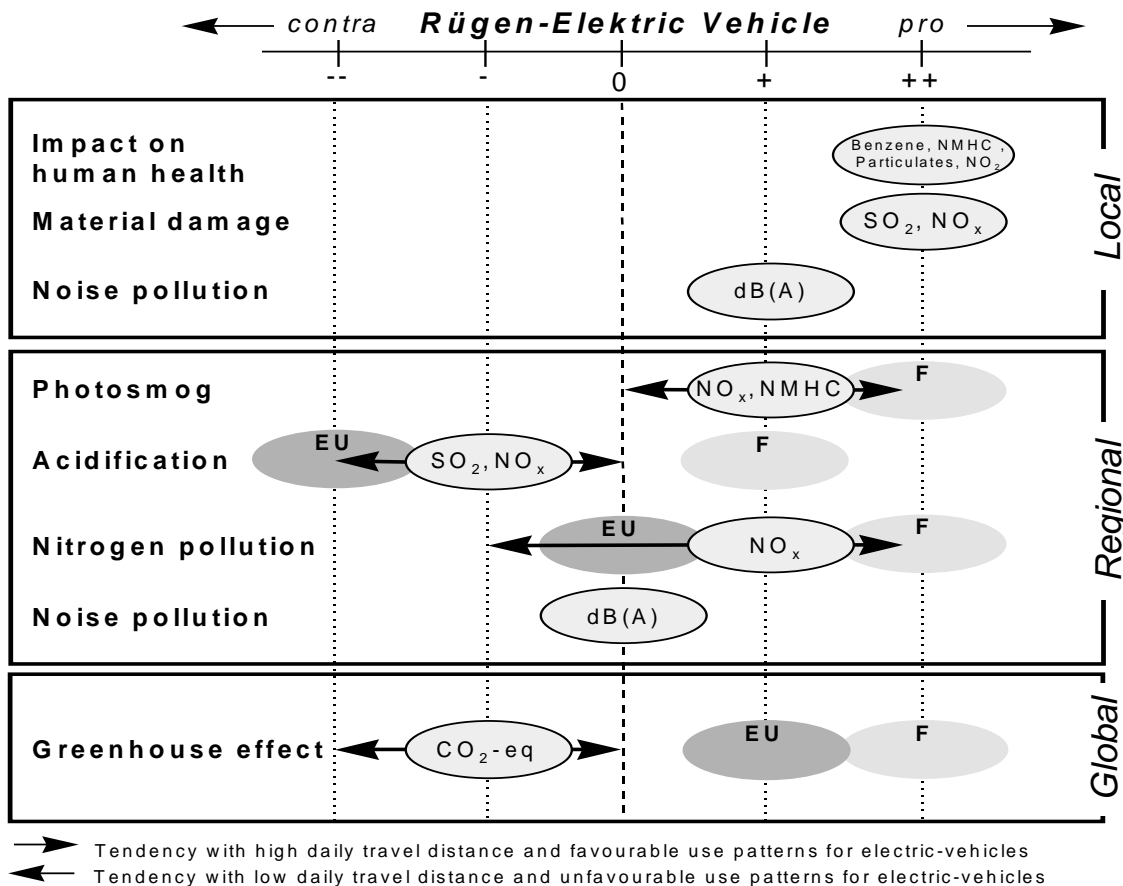 contra Rügen-Elektric Vehicle pro
-- - 0 + ++
Impact on
human health
Benzene, NMHC,
Particulates, NO₂
Material damage
SO₂, NOₓ
Noise pollution
dB(A)
Local
Photosmog
NOₓ, NMHC
F
Acidification
EU
SO₂, NOₓ
F
Nitrogen pollution
EU
NOₓ
F
Noise pollution
dB(A)
Regional
Greenhouse effect
CO₂-eq
EU
F
Global
Tendency with high daily travel distance and favourable use patterns for electric-vehicles
Tendency with low daily travel distance and unfavourable use patterns for electric-vehicles